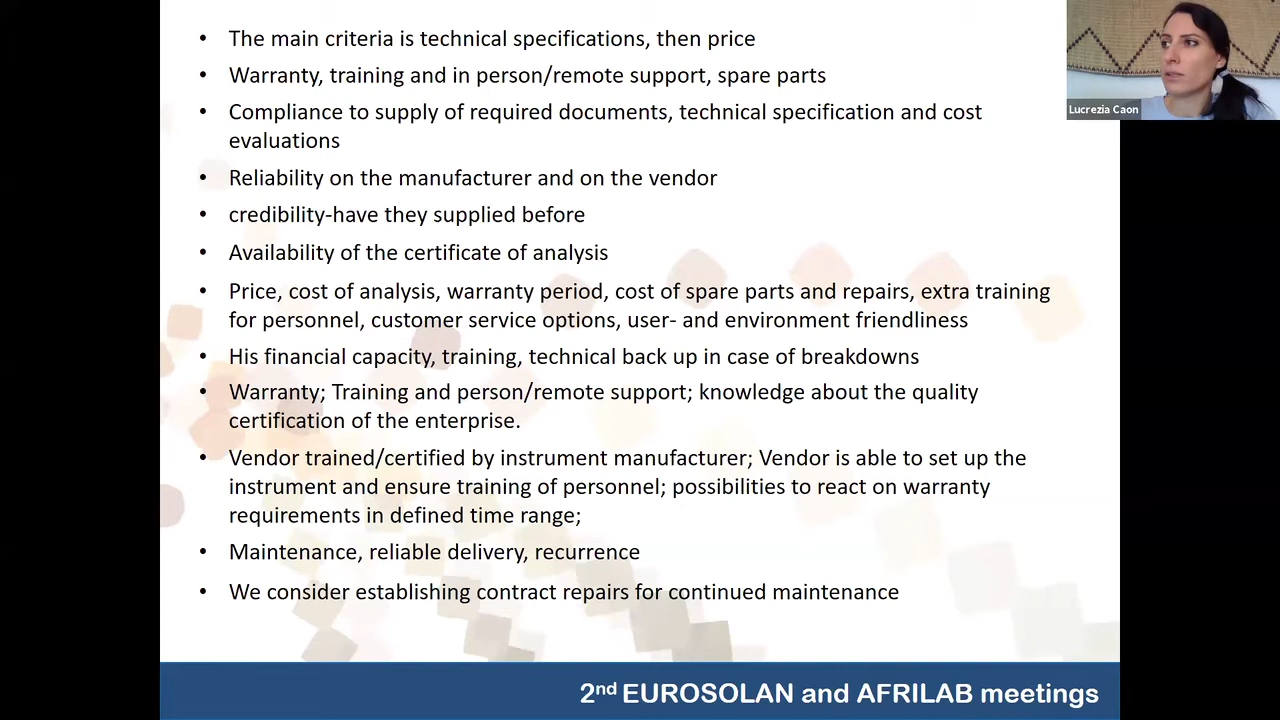 • The main criteria is technical specifications, then price
• Warranty, training and in person/remote support, spare parts
• Compliance to supply of required documents, technical specification and cost
evaluations
• Reliability on the manufacturer and on the vendor
• credibility-have they supplied before
• Availability of the certificate of analysis
• Price, cost of analysis, warranty period, cost of spare parts and repairs, extra training
for personnel, customer service options, user- and environment friendliness
• His financial capacity, training, technical back up in case of breakdowns
• Warranty; Training and person/remote support; knowledge about the quality
certification of the enterprise.
• Vendor trained/certified by instrument manufacturer; Vendor is able to set up the
instrument and ensure training of personnel; possibilities to react on warranty
requirements in defined time range;
• Maintenance, reliable delivery, recurrence
• We consider establishing contract repairs for continued maintenance
2nd EUROSOLAN and AFRILAB meetings
Lucrezia Caon